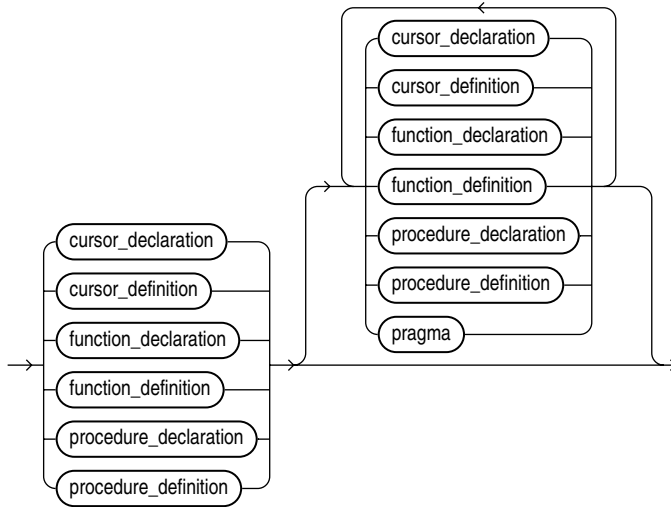 cursor_declaration
cursor_definition
function_declaration
function_definition
procedure_declaration
procedure_definition
pragma
cursor_declaration
cursor_definition
function_declaration
function_definition
procedure_declaration
procedure_definition